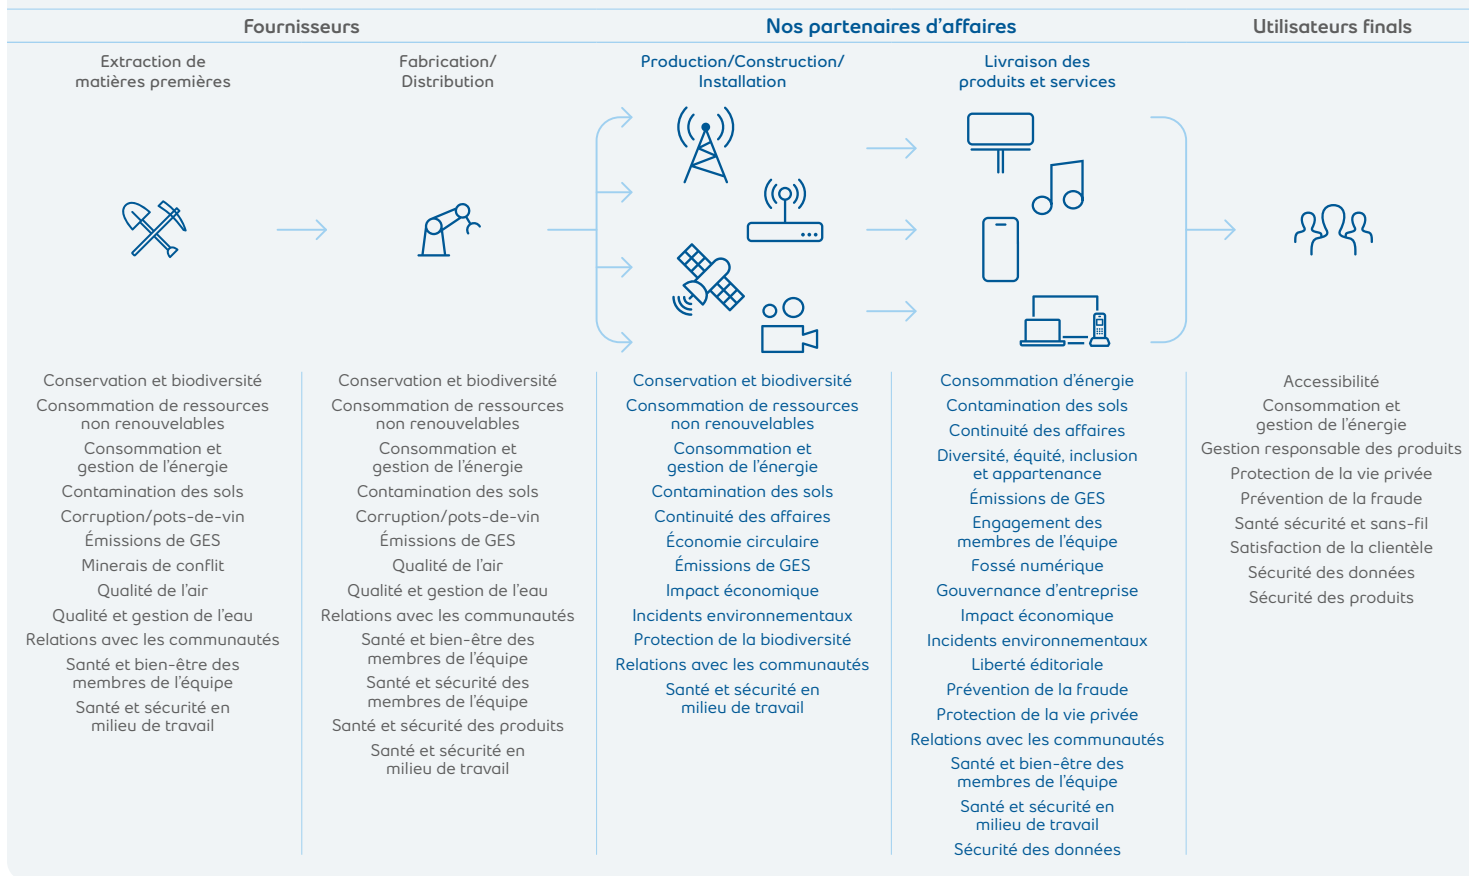 Fournisseurs
Nos partenaires d'affaires
Utilisateurs finals
Extraction de
matières premières
Fabrication/
Distribution
Production/Construction/
Installation
Livraison des
produits et services
Conservation et biodiversité
Consommation de ressources
non renouvelables
Consommation et
gestion de l'énergie
Contamination des sols
Corruption/pots-de-vin
Émissions de GES
Minerais de conflit
Qualité de l'air
Qualité et gestion de l'eau
Relations avec les communautés
Santé et bien-être des
membres de l'équipe
Santé et sécurité en
milieu de travail
Conservation et biodiversité
Consommation de ressources
non renouvelables
Consommation et
gestion de l'énergie
Contamination des sols
Corruption/pots-de-vin
Émissions de GES
Qualité de l'air
Qualité et gestion de l'eau
Relations avec les communautés
Santé et bien-être des
membres de l'équipe
Santé et sécurité des
membres de l'équipe
Santé et sécurité des produits
Santé et sécurité en
milieu de travail
Conservation et biodiversité
Consommation de ressources
non renouvelables
Consommation et
gestion de l'énergie
Contamination des sols
Continuité des affaires
Économie circulaire
Émissions de GES
Impact économique
Incidents environnementaux
Protection de la biodiversité
Relations avec les communautés
Santé et sécurité en
milieu de travail
Consommation d'énergie
Contamination des sols
Continuité des affaires
Diversité, équité, inclusion
et appartenance
Émissions de GES
Engagement des
membres de l'équipe
Fossé numérique
Gouvernance d'entreprise
Impact économique
Incidents environnementaux
Liberté éditoriale
Prévention de la fraude
Protection de la vie privée
Relations avec les communautés
Santé et bien-être des
membres de l'équipe
Santé et sécurité en
milieu de travail
Sécurité des données
Accessibilité
Consommation et
gestion de l'énergie
Gestion responsable des produits
Protection de la vie privée
Prévention de la fraude
Santé sécurité et sans-fil
Satisfaction de la clientèle
Sécurité des données
Sécurité des produits